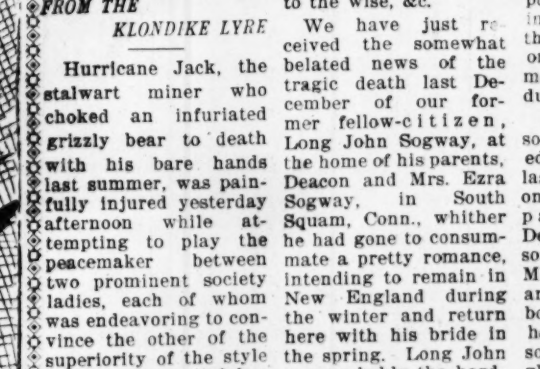 FROM THE
KLONDIKE LYRE
Hurricane Jack, the
stalwart miner who
choked an infuriated
grizzly bear to death
with his bare hands
last summer, was pain-
fully injured yesterday
afternoon while at-
tempting to play the
peacemaker between
two prominent society
ladies, each of whom
was endeavoring to con-
vince the other of the
superiority of the style
to the wise, &c.
We have just re-
ceived the somewhat
belated news of the
tragic death last De-
cember of our for-
mer fellow-citizen,
Long John Sogway, at
the home of his parents,
Deacon and Mrs. Ezra
Sogway, in South
Squam, Conn., whither
he had gone to consum-
mate a pretty romance,
intending to remain in
New England during
the winter and return
here with his bride in
the spring. Long John